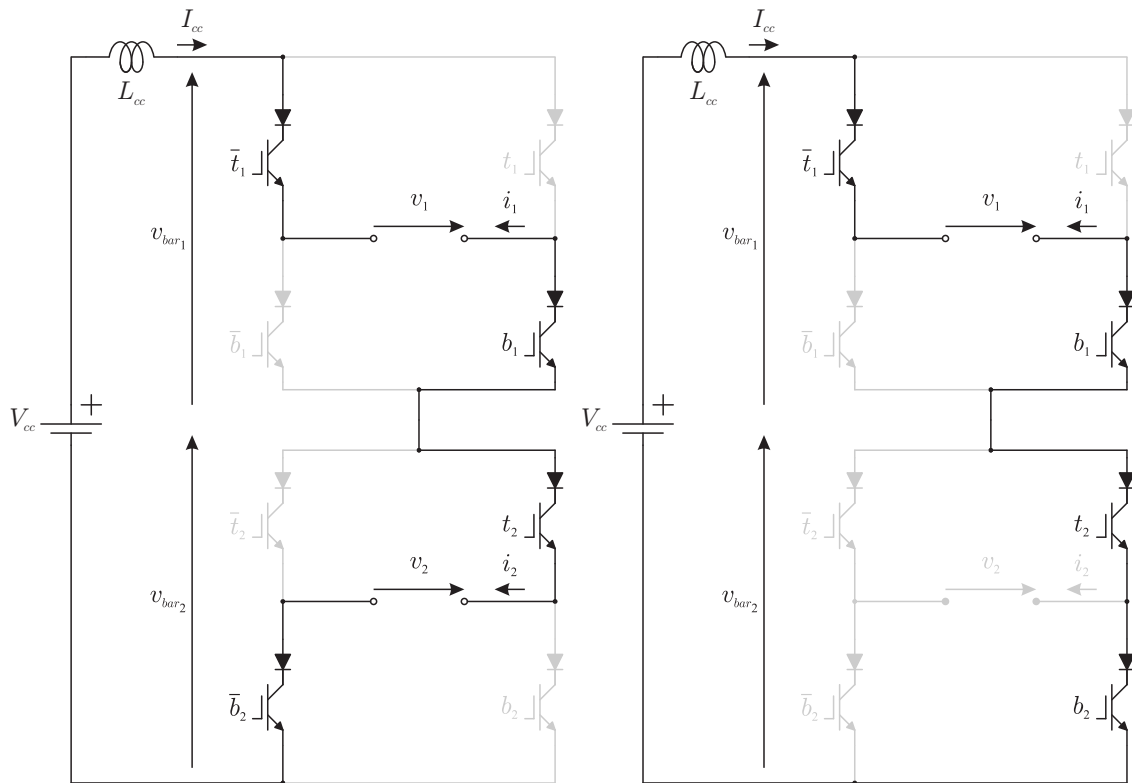 I_cc I_cc
L_cc L_cc
t̄_1 t_1 t̄_1 t_1
v_1 i_1 v_1 i_1
v_bar_1 v_bar_1
b̄_1 b_1 b̄_1 b_1
V_cc + V_cc +
t̄_2 t_2 t̄_2 t_2
v_2 i_2 v_2 i_2
v_bar_2 v_bar_2
b̄_2 b_2 b̄_2 b_2